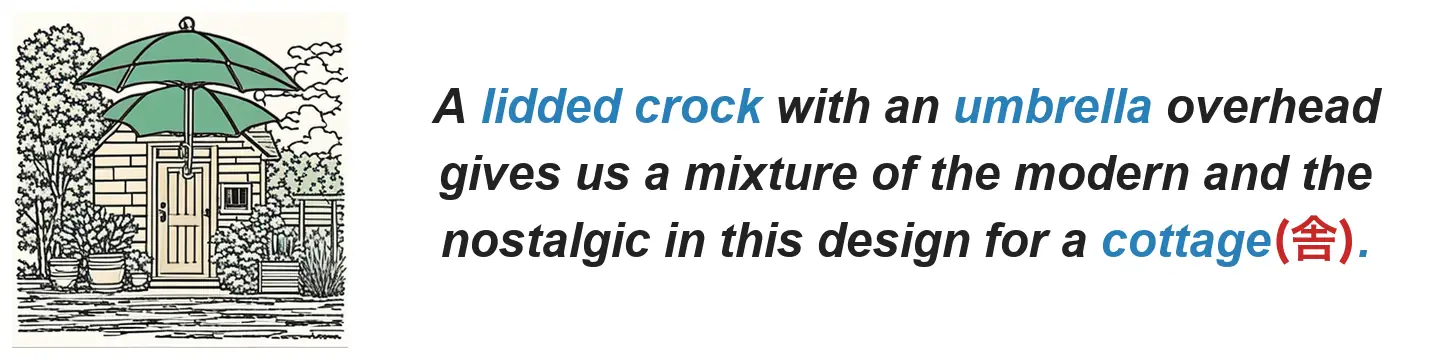 A lidded crock with an umbrella overhead
gives us a mixture of the modern and the
nostalgic in this design for a cottage(舎).